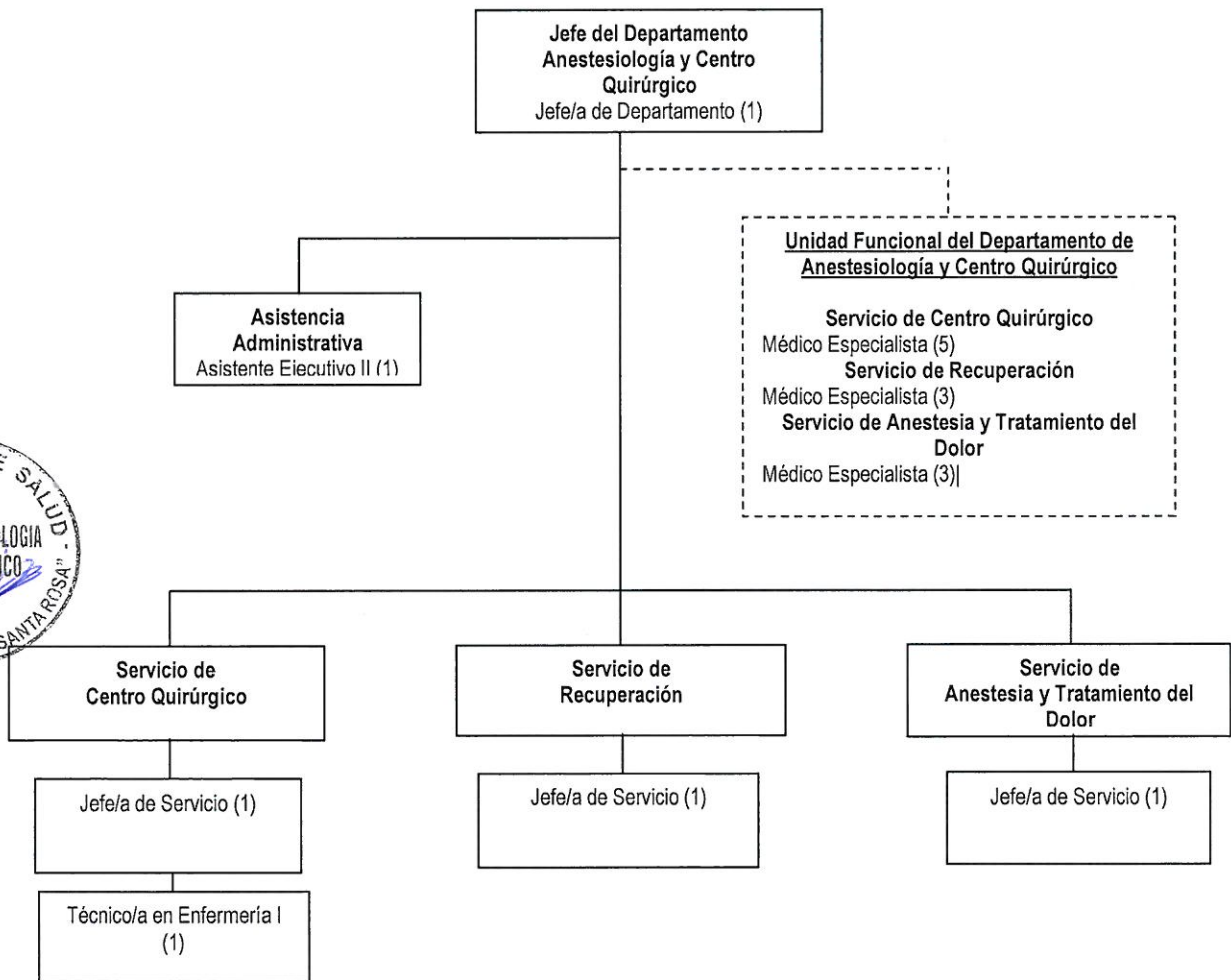 Jefe del Departamento
Anestesiología y Centro
Quirúrgico
Jefe/a de Departamento (1)
Unidad Funcional del Departamento de
Anestesiología y Centro Quirúrgico
Servicio de Centro Quirúrgico
Médico Especialista (5)
Servicio de Recuperación
Médico Especialista (3)
Servicio de Anestesia y Tratamiento del
Dolor
Médico Especialista (3)|
Asistencia
Administrativa
Asistente Ejecutivo II (1)
SALUD -
SANTA ROSA"
Servicio de
Centro Quirúrgico
Servicio de
Recuperación
Servicio de
Anestesia y Tratamiento del
Dolor
Jefe/a de Servicio (1)
Jefe/a de Servicio (1)
Jefe/a de Servicio (1)
Técnico/a en Enfermería I
(1)